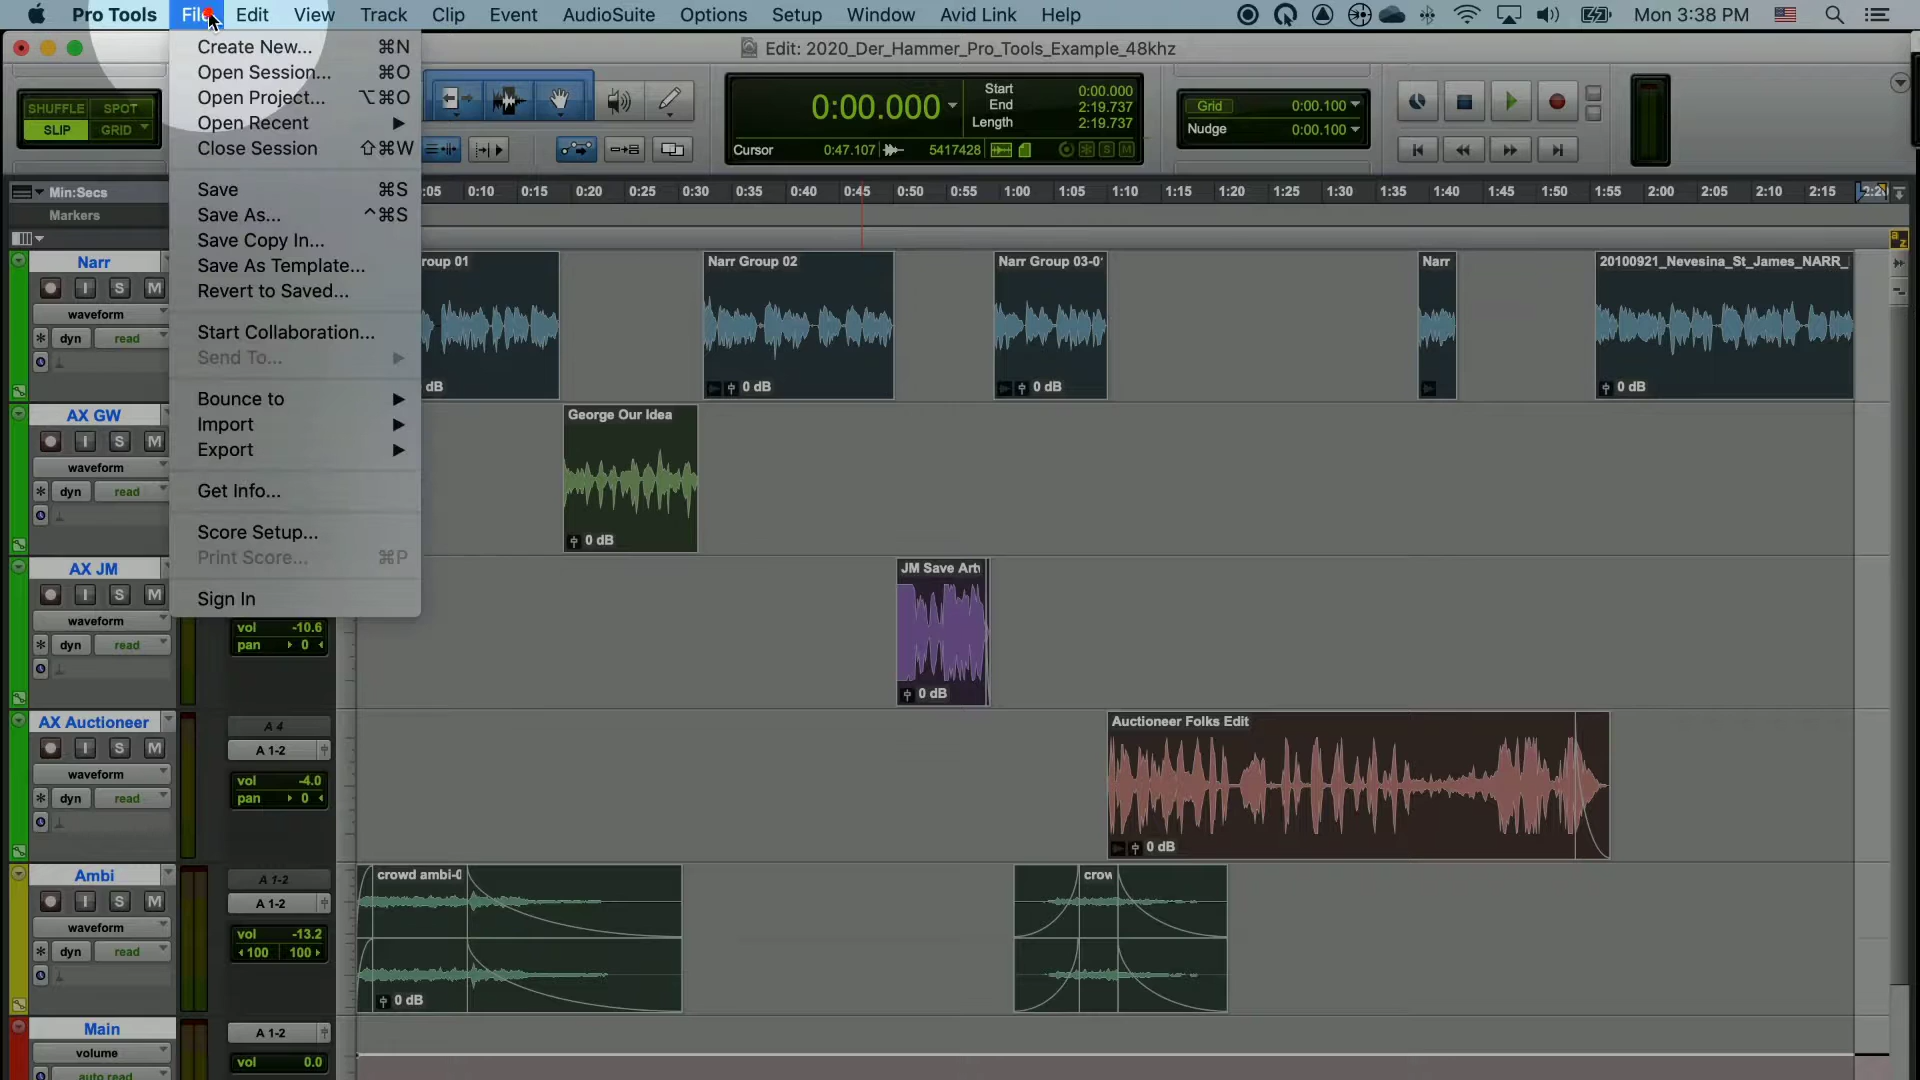 Pro Tools File Edit View Track Clip Event AudioSuite Options Setup Window Avid Link Help Mon 3:38 PM
Edit: 2020_Der_Hammer_Pro_Tools_Example_48khz
Create New... ⌘N
Open Session... ⌘O
Open Project... ⌥⌘O
Open Recent
Close Session ⇧⌘W
Save ⌘S
Save As... ^⌘S
Save Copy In...
Save As Template...
Revert to Saved...
Start Collaboration...
Send To...
Bounce to
Import
Export
Get Info...
Score Setup...
Print Score... ⌘P
Sign In
SHUFFLE SPOT
SLIP GRID
0:00.000
Start 0:00.000
End 2:19.737
Length 2:19.737
Cursor 0:47.107 5417428 S M
Grid 0:00.100
Nudge 0:00.100
Min:Secs :05 0:10 0:15 0:20 0:25 0:30 0:35 0:40 0:45 0:50 0:55 1:00 1:05 1:10 1:15 1:20 1:25 1:30 1:35 1:40 1:45 1:50 1:55 2:00 2:05 2:10 2:15 2:20
Markers
a z
Narr
I S M
waveform
dyn read
roup 01
dB
Narr Group 02
0 dB
Narr Group 03-0
0 dB
Narr
20100921_Nevesina_St_James_NARR_
0 dB
AX GW
I S M
waveform
dyn read
George Our Idea
0 dB
AX JM
I S M
waveform
dyn read
vol -10.6
pan 0
JM Save Art
0 dB
AX Auctioneer
I S M
waveform
dyn read
A 4
A 1-2
vol -4.0
pan 0
Auctioneer Folks Edit
0 dB
Ambi
I S M
waveform
dyn read
A 1-2
A 1-2
vol -13.2
100 100
crowd ambi-0
0 dB
crow
Main
volume
auto read
A 1-2
vol 0.0